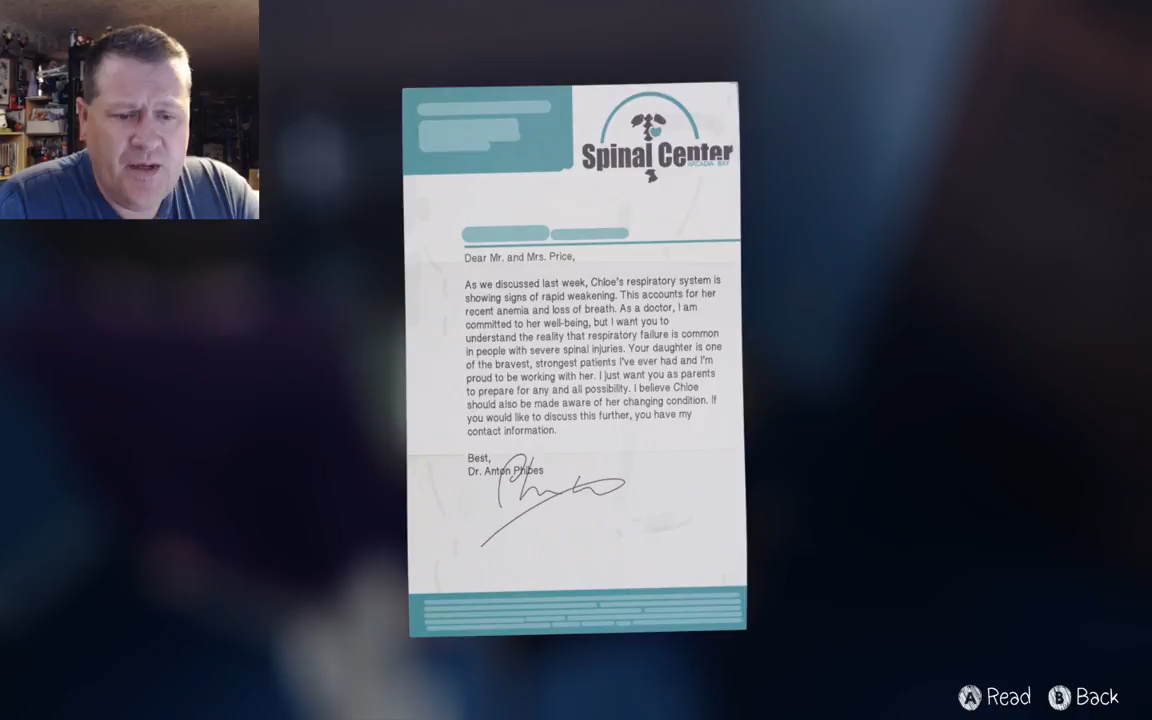 Spinal Center
ARCADIA BAY
Dear Mr. and Mrs. Price,
As we discussed last week, Chloe's respiratory system is
showing signs of rapid weakening. This accounts for her
recent anemia and loss of breath. As a doctor, I am
committed to her well-being, but I want you to
understand the reality that respiratory failure is common
in people with severe spinal injuries. Your daughter is one
of the bravest, strongest patients I've ever had and I'm
proud to be working with her. I just want you as parents
to prepare for any and all possibility. I believe Chloe
should also be made aware of her changing condition. If
you would like to discuss this further, you have my
contact information.
Best,
Dr. Anton Phibes
A Read B Back